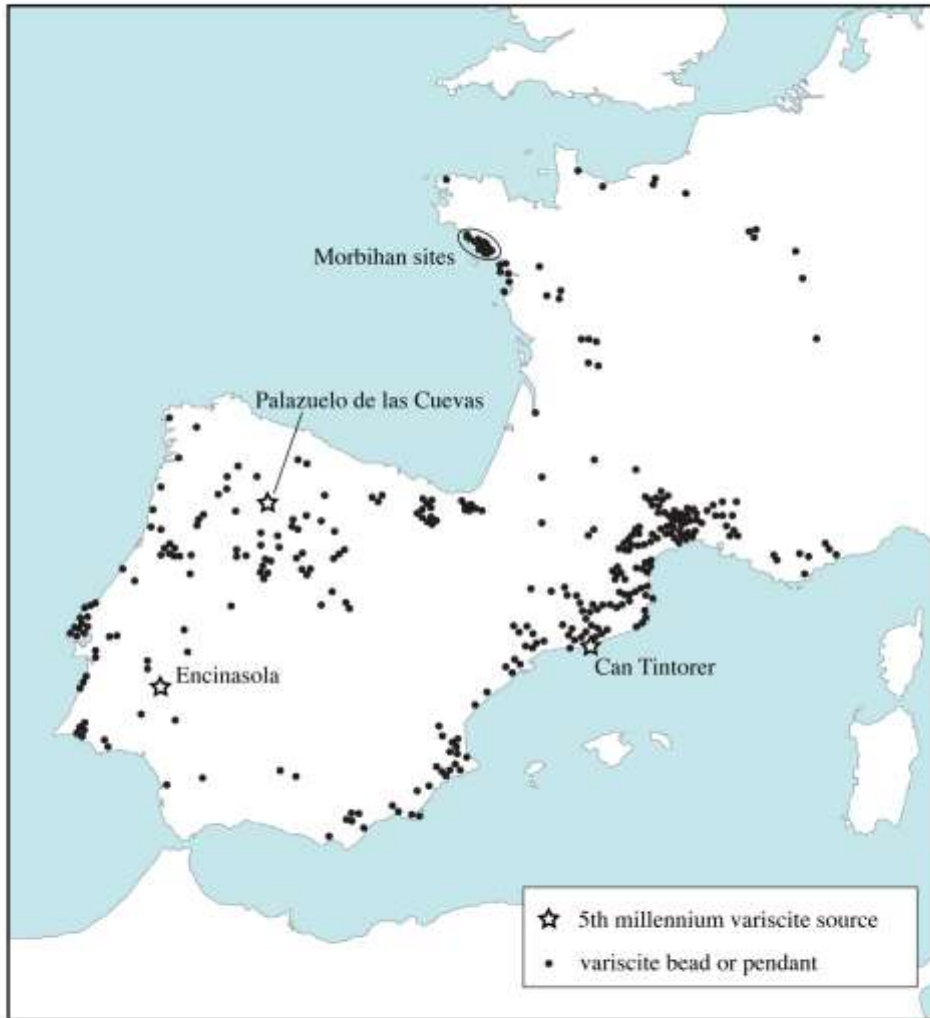 Morbihan sites
Palazuelo de las Cuevas
Encinasola
Can Tintorer
5th millennium variscite source
variscite bead or pendant